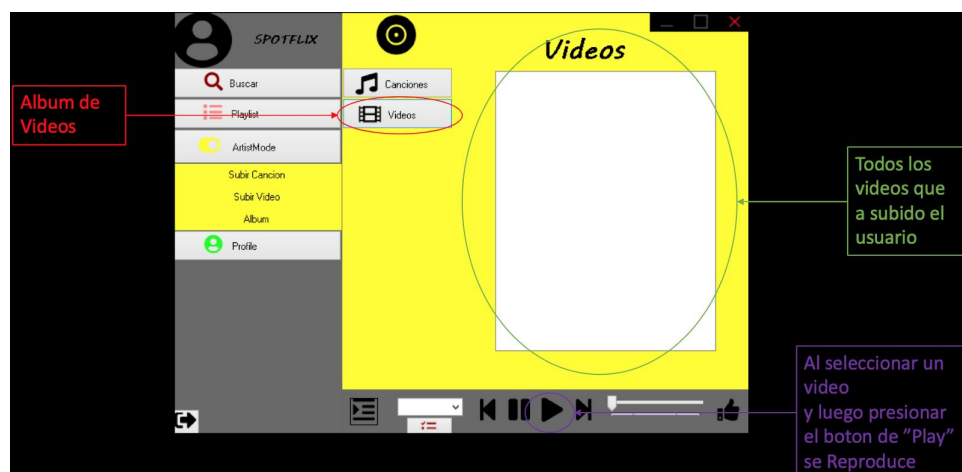 SPOTFLIX
Videos
Buscar
Canciones
Playlist
Videos
Album de
Videos
ArtistMode
Subir Cancion
Subir Video
Album
Profile
Todos los
videos que
a subido el
usuario
Al seleccionar un
video
y luego presionar
el boton de ”Play”
se Reproduce